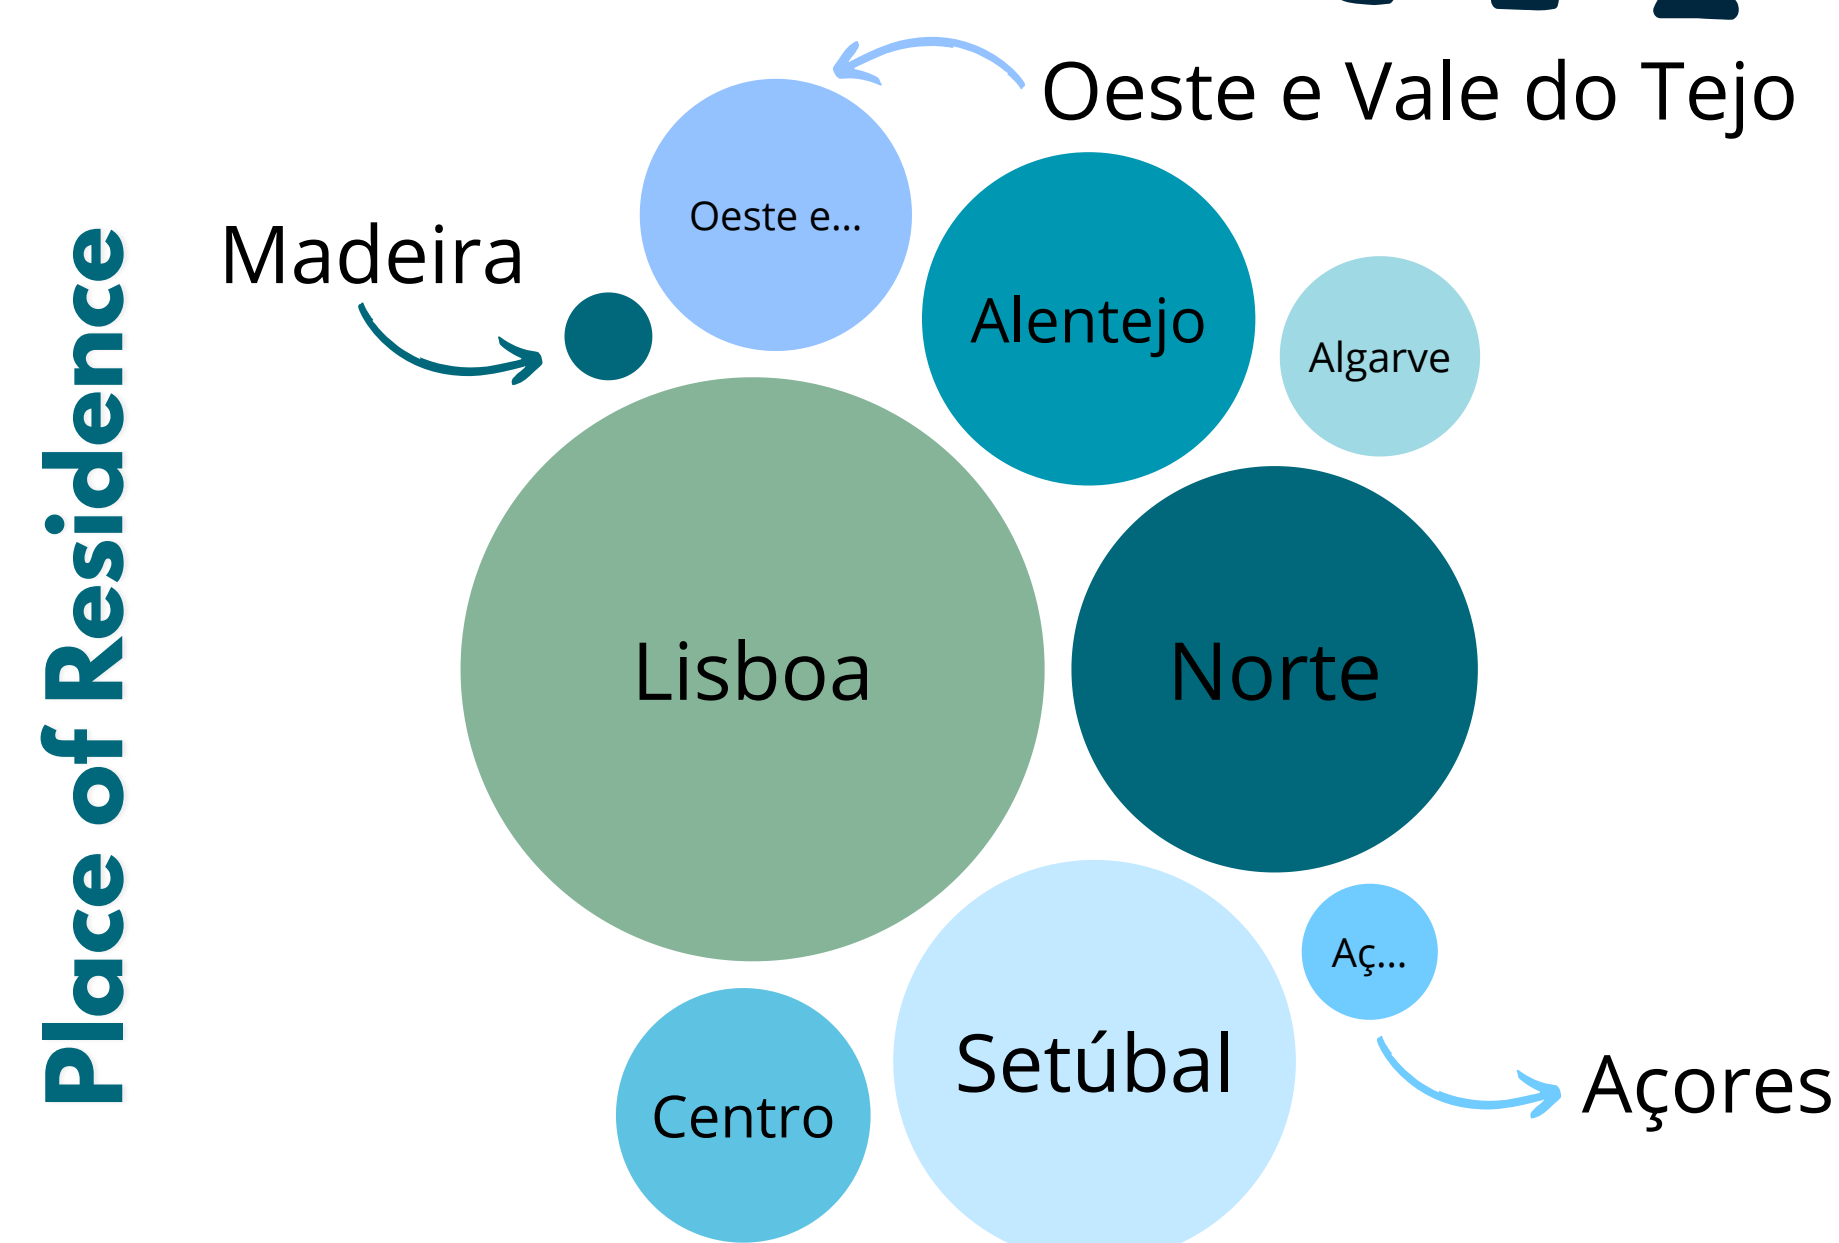 Place of Residence
Oeste e Vale do Tejo
Oeste e...
Madeira
Alentejo
Algarve
Lisboa
Norte
Aç...
Setúbal
Açores
Centro